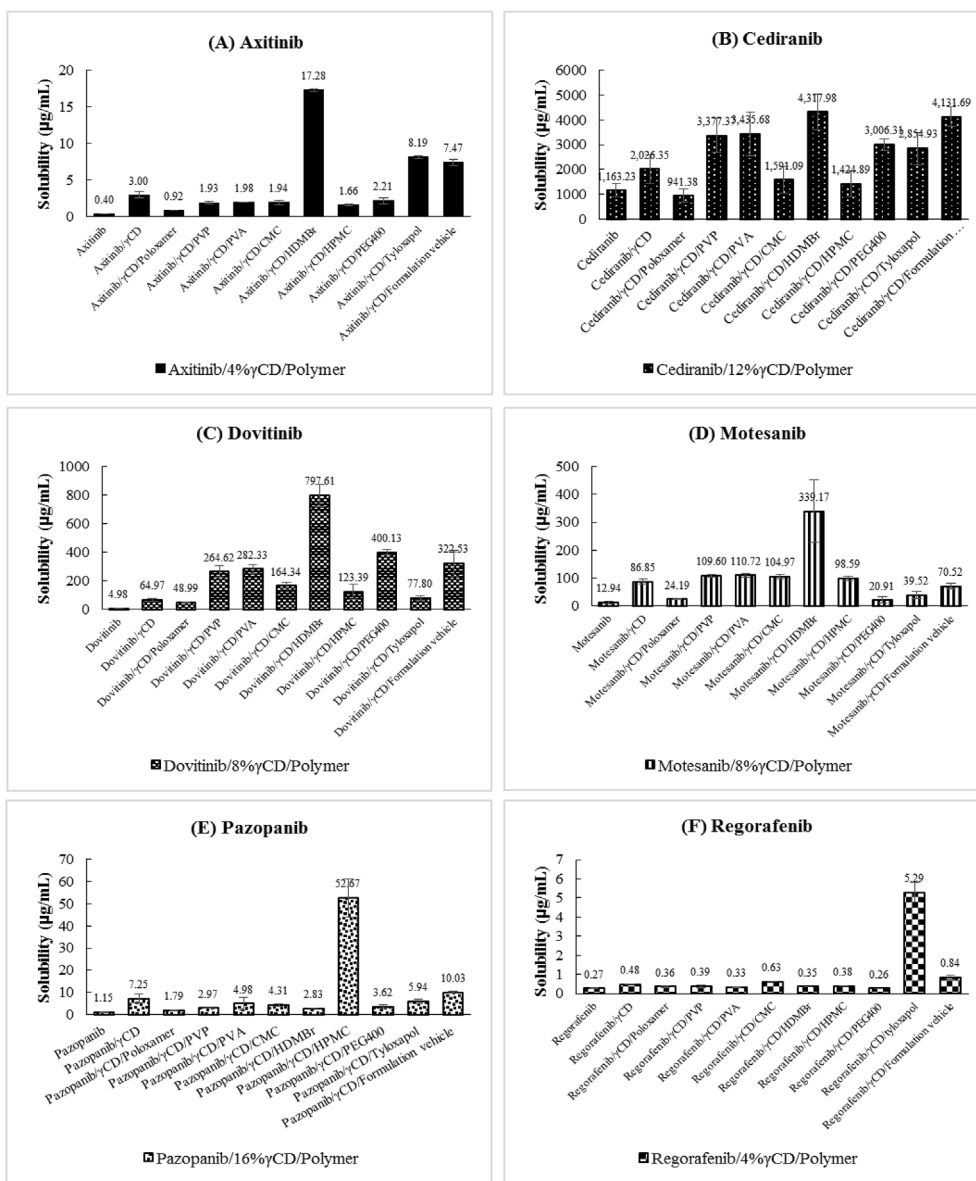 (A) Axitinib
Solubility (µg/mL)
20
15
10
5
0
0.40
3.00
0.92
1.93
1.98
1.94
17.28
1.66
2.21
8.19
7.47
Axitinib
Axitinib/γCD
Axitinib/γCD/Poloxamer
Axitinib/γCD/PVP
Axitinib/γCD/PVA
Axitinib/γCD/CMC
Axitinib/γCD/HDMBr
Axitinib/γCD/HPMC
Axitinib/γCD/PEG400
Axitinib/γCD/Tyloxapol
Axitinib/γCD/Formulation vehicle
Axitinib/4%γCD/Polymer
(B) Cediranib
Solubility (µg/mL)
6000
5000
4000
3000
2000
1000
0
1,163.23
2,026.35
941.38
3,377.37
3,435.68
1,591.09
4,317.98
1,424.89
3,006.31
2,854.93
4,131.69
Cediranib
Cediranib/γCD
Cediranib/γCD/Poloxamer
Cediranib/γCD/PVP
Cediranib/γCD/PVA
Cediranib/γCD/CMC
Cediranib/γCD/HDMBr
Cediranib/γCD/HPMC
Cediranib/γCD/PEG400
Cediranib/γCD/Tyloxapol
Cediranib/γCD/Formulation ...
Cediranib/12%γCD/Polymer
(C) Dovitinib
Solubility (µg/mL)
1000
800
600
400
200
0
4.98
64.97
48.99
264.62
282.33
164.34
797.61
123.39
400.13
77.80
322.53
Dovitinib
Dovitinib/γCD
Dovitinib/γCD/Poloxamer
Dovitinib/γCD/PVP
Dovitinib/γCD/PVA
Dovitinib/γCD/CMC
Dovitinib/γCD/HDMBr
Dovitinib/γCD/HPMC
Dovitinib/γCD/PEG400
Dovitinib/γCD/Tyloxapol
Dovitinib/γCD/Formulation vehicle
Dovitinib/8%γCD/Polymer
(D) Motesanib
Solubility (µg/mL)
500
400
300
200
100
0
12.94
86.85
24.19
109.60
110.72
104.97
339.17
98.59
20.91
39.52
70.52
Motesanib
Motesanib/γCD
Motesanib/γCD/Poloxamer
Motesanib/γCD/PVP
Motesanib/γCD/PVA
Motesanib/γCD/CMC
Motesanib/γCD/HDMBr
Motesanib/γCD/HPMC
Motesanib/γCD/PEG400
Motesanib/γCD/Tyloxapol
Motesanib/γCD/Formulation vehicle
Motesanib/8%γCD/Polymer
(E) Pazopanib
Solubility (µg/mL)
70
60
50
40
30
20
10
0
1.15
7.25
1.79
2.97
4.98
4.31
2.83
52.67
3.62
5.94
10.03
Pazopanib
Pazopanib/γCD
Pazopanib/γCD/Poloxamer
Pazopanib/γCD/PVP
Pazopanib/γCD/PVA
Pazopanib/γCD/CMC
Pazopanib/γCD/HDMBr
Pazopanib/γCD/HPMC
Pazopanib/γCD/PEG400
Pazopanib/γCD/Tyloxapol
Pazopanib/γCD/Formulation vehicle
Pazopanib/16%γCD/Polymer
(F) Regorafenib
Solubility (µg/mL)
7
6
5
4
3
2
1
0
0.27
0.48
0.36
0.39
0.33
0.63
0.35
0.38
0.26
5.29
0.84
Regorafenib
Regorafenib/γCD
Regorafenib/γCD/Poloxamer
Regorafenib/γCD/PVP
Regorafenib/γCD/PVA
Regorafenib/γCD/CMC
Regorafenib/γCD/HDMBr
Regorafenib/γCD/HPMC
Regorafenib/γCD/PEG400
Regorafenib/γCD/tyloxapol
Regorafenib/γCD/Formulation vehicle
Regorafenib/4%γCD/Polymer